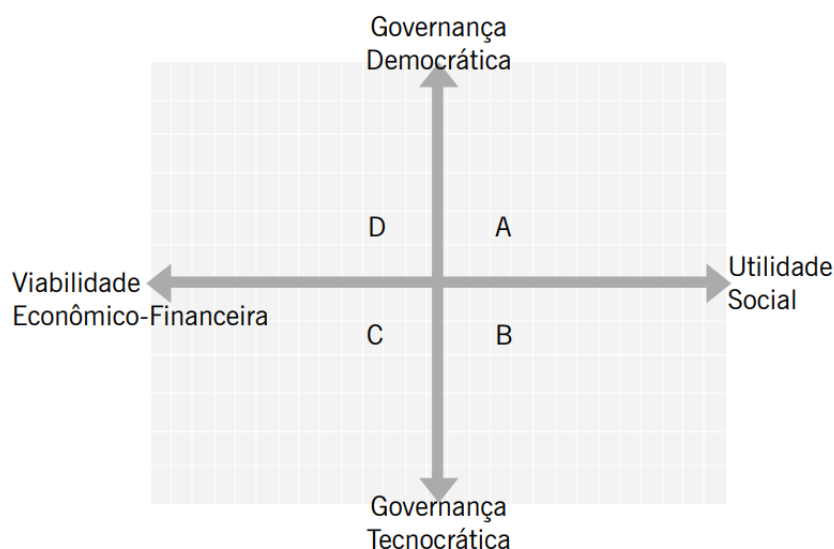 Governança
Democrática
D
A
Viabilidade
Econômico-Financeira
Utilidade
Social
C
B
Governança
Tecnocrática